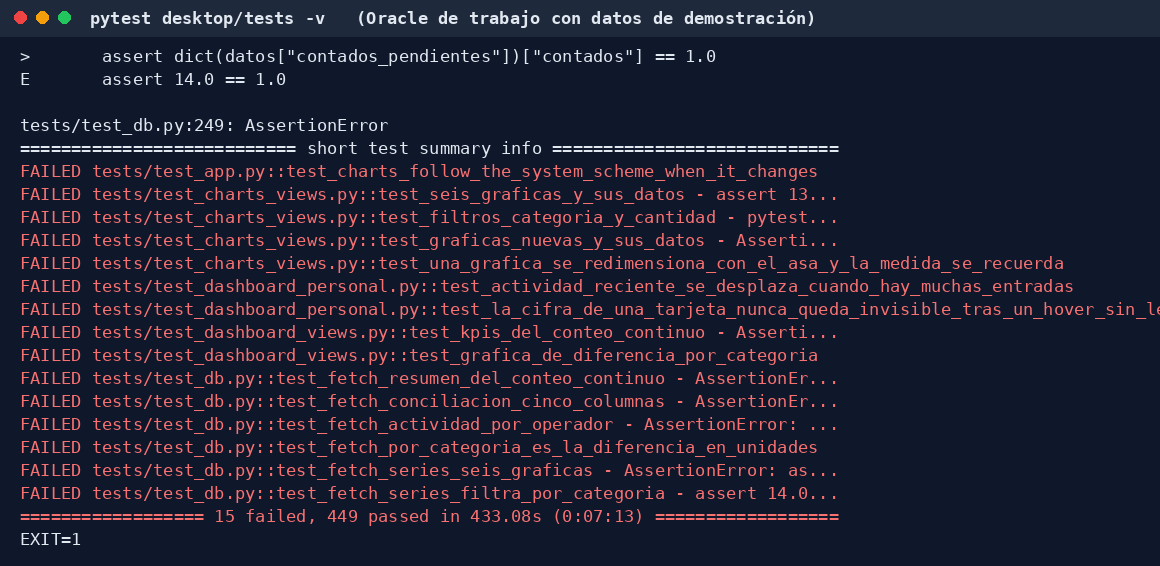 pytest desktop/tests -v   (Oracle de trabajo con datos de demostración)
>       assert dict(datos["contados_pendientes"])["contados"] == 1.0
E       assert 14.0 == 1.0
tests/test_db.py:249: AssertionError
=========================== short test summary info ============================
FAILED tests/test_app.py::test_charts_follow_the_system_scheme_when_it_changes
FAILED tests/test_charts_views.py::test_seis_graficas_y_sus_datos - assert 13...
FAILED tests/test_charts_views.py::test_filtros_categoria_y_cantidad - pytest...
FAILED tests/test_charts_views.py::test_graficas_nuevas_y_sus_datos - Asserti...
FAILED tests/test_charts_views.py::test_una_grafica_se_redimensiona_con_el_asa_y_la_medida_se_recuerda
FAILED tests/test_dashboard_personal.py::test_actividad_reciente_se_desplaza_cuando_hay_muchas_entradas
FAILED tests/test_dashboard_personal.py::test_la_cifra_de_una_tarjeta_nunca_queda_invisible_tras_un_hover_sin_le
FAILED tests/test_dashboard_views.py::test_kpis_del_conteo_continuo - Asserti...
FAILED tests/test_dashboard_views.py::test_grafica_de_diferencia_por_categoria
FAILED tests/test_db.py::test_fetch_resumen_del_conteo_continuo - AssertionEr...
FAILED tests/test_db.py::test_fetch_conciliacion_cinco_columnas - AssertionEr...
FAILED tests/test_db.py::test_fetch_actividad_por_operador - AssertionError: ...
FAILED tests/test_db.py::test_fetch_por_categoria_es_la_diferencia_en_unidades
FAILED tests/test_db.py::test_fetch_series_seis_graficas - AssertionError: as...
FAILED tests/test_db.py::test_fetch_series_filtra_por_categoria - assert 14.0...
================== 15 failed, 449 passed in 433.08s (0:07:13) ==================
EXIT=1